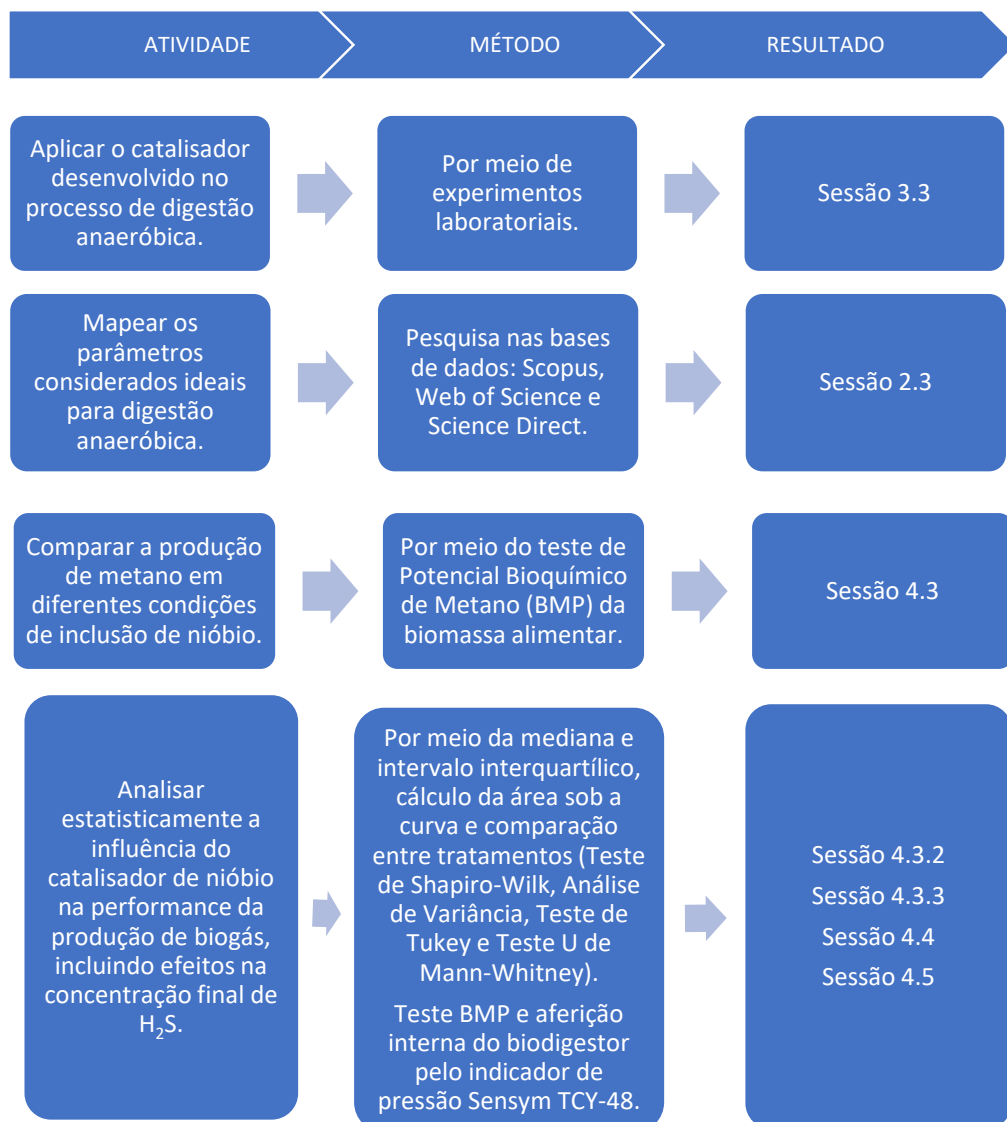 ATIVIDADE
MÉTODO
RESULTADO
Aplicar o catalisador
desenvolvido no
processo de digestão
anaeróbica.
Por meio de
experimentos
laboratoriais.
Sessão 3.3
Mapear os
parâmetros
considerados ideais
para digestão
anaeróbica.
Pesquisa nas bases
de dados: Scopus,
Web of Science e
Science Direct.
Sessão 2.3
Comparar a produção
de metano em
diferentes condições
de inclusão de nióbio.
Por meio do teste de
Potencial Bioquímico
de Metano (BMP) da
biomassa alimentar.
Sessão 4.3
Analisar
estatisticamente a
influência do
catalisador de nióbio
na performance da
produção de biogás,
incluindo efeitos na
concentração final de
H₂S.
Por meio da mediana e
intervalo interquartílico,
cálculo da área sob a
curva e comparação
entre tratamentos (Teste
de Shapiro-Wilk, Análise
de Variância, Teste de
Tukey e Teste U de
Mann-Whitney).
Teste BMP e aferição
interna do biodigestor
pelo indicador de
pressão Sensym TCY-48.
Sessão 4.3.2
Sessão 4.3.3
Sessão 4.4
Sessão 4.5